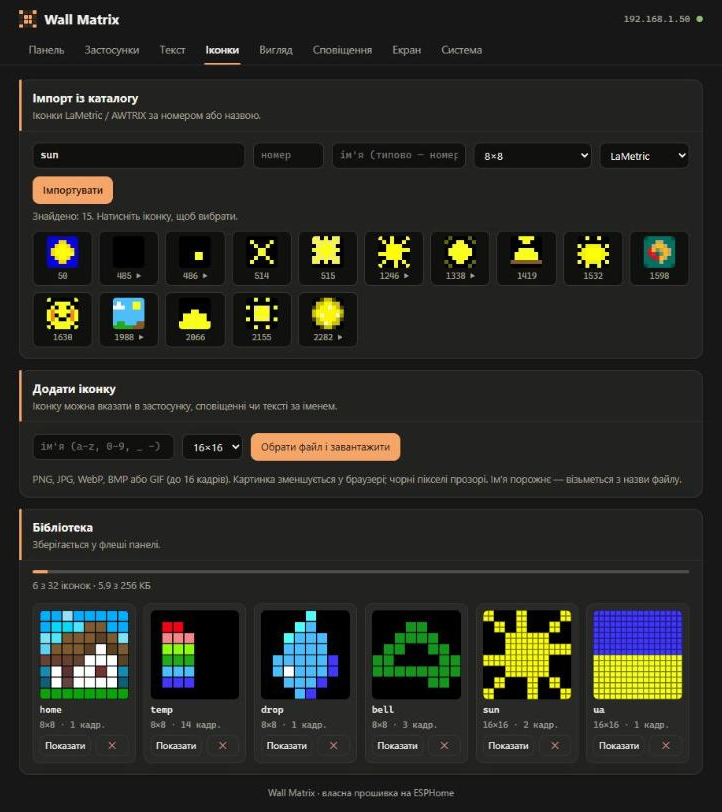 Wall Matrix
192.168.1.50
Панель Застосунки Текст Іконки Вигляд Сповіщення Екран Система
Імпорт із каталогу
Іконки LaMetric / AWTRIX за номером або назвою.
sun номер ім'я (типово — номер 8×8 LaMetric
Імпортувати
Знайдено: 15. Натисніть іконку, щоб вибрати.
50 485 ▶ 486 ▶ 514 515 1246 ▶ 1338 ▶ 1419 1532 1598
1630 1988 ▶ 2066 2155 2282 ▶
Додати іконку
Іконку можна вказати в застосунку, сповіщенні чи тексті за іменем.
ім'я (a-z, 0-9, _ -) 16×16 Обрати файл і завантажити
PNG, JPG, WebP, BMP або GIF (до 16 кадрів). Картинка зменшується у браузері; чорні пікселі прозорі. Ім'я порожнє — візьметься з назви файлу.
Бібліотека
Зберігається у флеші панелі.
6 з 32 іконок · 5.9 з 256 КБ
home temp drop bell sun ua
8×8 · 1 кадр. 8×8 · 14 кадр. 8×8 · 1 кадр. 8×8 · 3 кадр. 16×16 · 2 кадр. 16×16 · 1 кадр.
Показати × Показати × Показати × Показати × Показати × Показати ×
Wall Matrix · власна прошивка на ESPHome